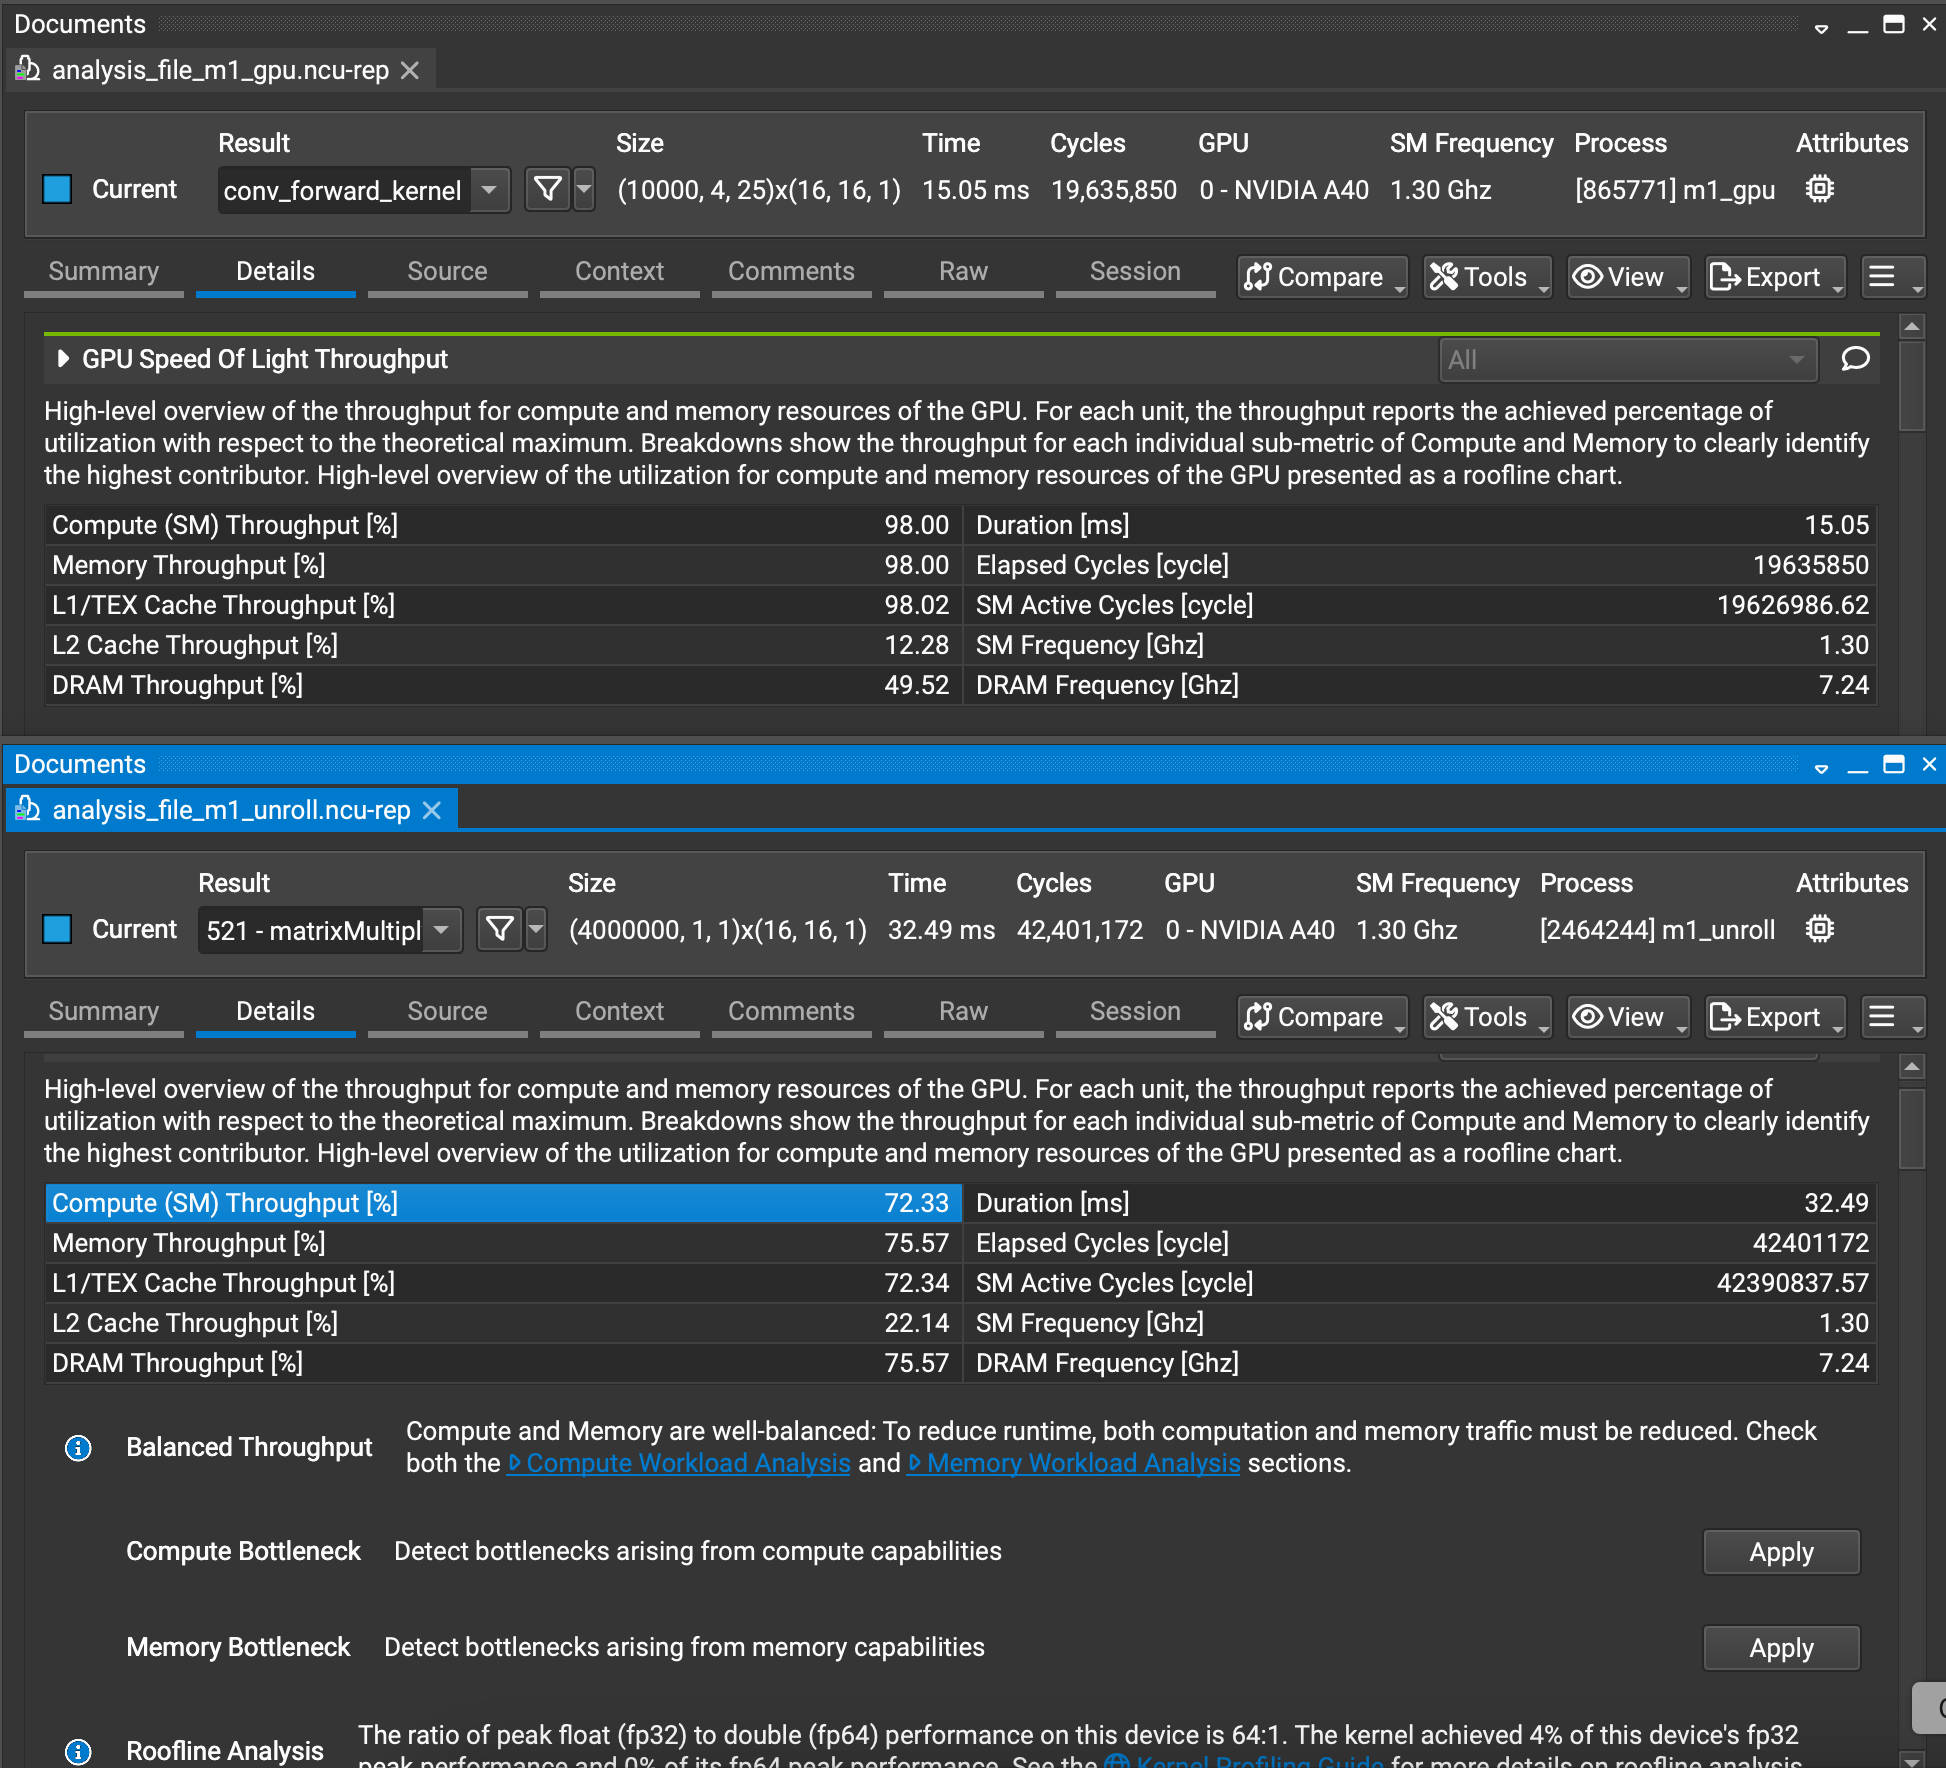 Documents
analysis_file_m1_gpu.ncu-rep
Result Size Time Cycles GPU SM Frequency Process Attributes
Current conv_forward_kernel (10000, 4, 25)x(16, 16, 1) 15.05 ms 19,635,850 0 - NVIDIA A40 1.30 Ghz [865771] m1_gpu
Summary Details Source Context Comments Raw Session Compare Tools View Export
GPU Speed Of Light Throughput All
High-level overview of the throughput for compute and memory resources of the GPU. For each unit, the throughput reports the achieved percentage of
utilization with respect to the theoretical maximum. Breakdowns show the throughput for each individual sub-metric of Compute and Memory to clearly identify
the highest contributor. High-level overview of the utilization for compute and memory resources of the GPU presented as a roofline chart.
Compute (SM) Throughput [%] 98.00 Duration [ms] 15.05
Memory Throughput [%] 98.00 Elapsed Cycles [cycle] 19635850
L1/TEX Cache Throughput [%] 98.02 SM Active Cycles [cycle] 19626986.62
L2 Cache Throughput [%] 12.28 SM Frequency [Ghz] 1.30
DRAM Throughput [%] 49.52 DRAM Frequency [Ghz] 7.24
Documents
analysis_file_m1_unroll.ncu-rep
Result Size Time Cycles GPU SM Frequency Process Attributes
Current 521 - matrixMultipl (4000000, 1, 1)x(16, 16, 1) 32.49 ms 42,401,172 0 - NVIDIA A40 1.30 Ghz [2464244] m1_unroll
Summary Details Source Context Comments Raw Session Compare Tools View Export
High-level overview of the throughput for compute and memory resources of the GPU. For each unit, the throughput reports the achieved percentage of
utilization with respect to the theoretical maximum. Breakdowns show the throughput for each individual sub-metric of Compute and Memory to clearly identify
the highest contributor. High-level overview of the utilization for compute and memory resources of the GPU presented as a roofline chart.
Compute (SM) Throughput [%] 72.33 Duration [ms] 32.49
Memory Throughput [%] 75.57 Elapsed Cycles [cycle] 42401172
L1/TEX Cache Throughput [%] 72.34 SM Active Cycles [cycle] 42390837.57
L2 Cache Throughput [%] 22.14 SM Frequency [Ghz] 1.30
DRAM Throughput [%] 75.57 DRAM Frequency [Ghz] 7.24
Balanced Throughput Compute and Memory are well-balanced: To reduce runtime, both computation and memory traffic must be reduced. Check
both the Compute Workload Analysis and Memory Workload Analysis sections.
Compute Bottleneck Detect bottlenecks arising from compute capabilities Apply
Memory Bottleneck Detect bottlenecks arising from memory capabilities Apply
Roofline Analysis The ratio of peak float (fp32) to double (fp64) performance on this device is 64:1. The kernel achieved 4% of this device's fp32
peak performance and 0% of its fp64 peak performance. See the Kernel Profiling Guide for more details on roofline analysis.